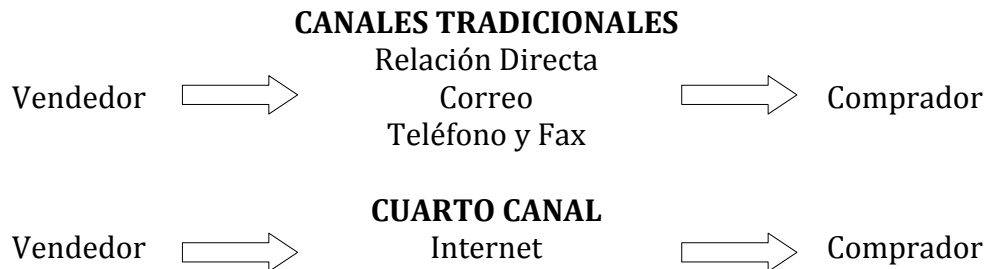 CANALES TRADICIONALES
Relación Directa
Vendedor Correo Comprador
Teléfono y Fax
CUARTO CANAL
Vendedor Internet Comprador